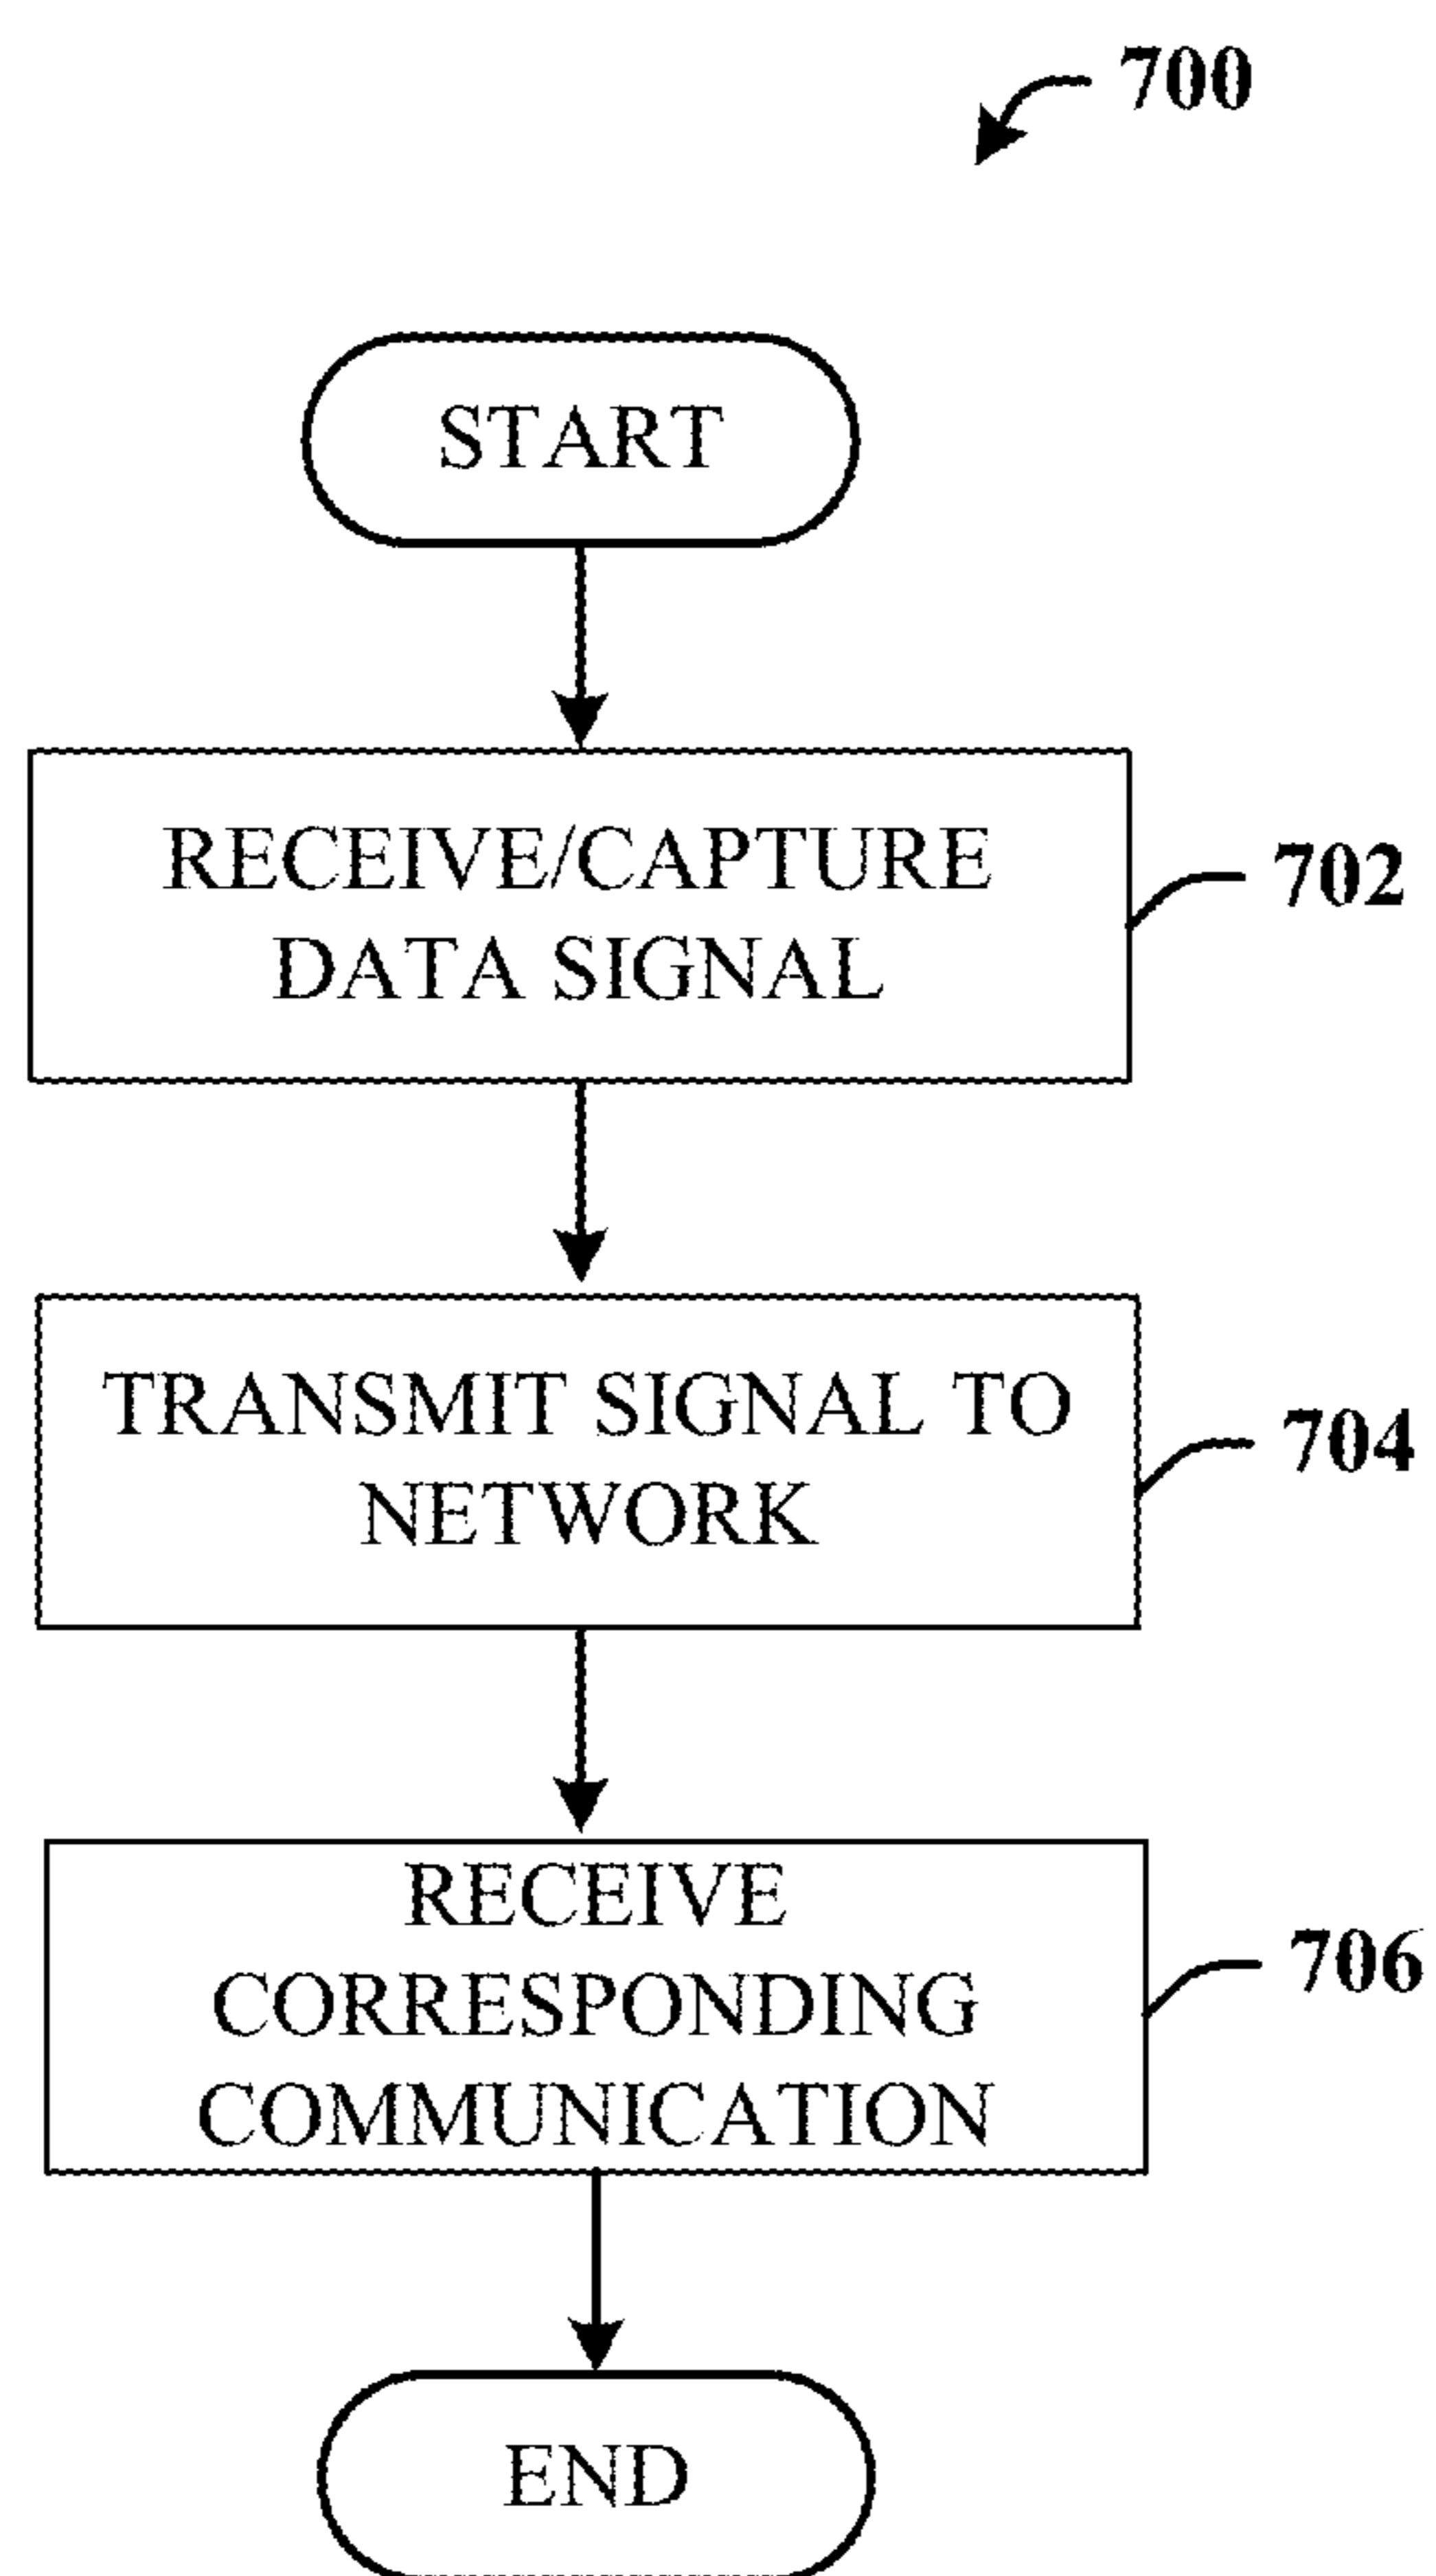 700
START
RECEIVE/CAPTURE
DATA SIGNAL
702
TRANSMIT SIGNAL TO
NETWORK
704
RECEIVE
CORRESPONDING
COMMUNICATION
706
END